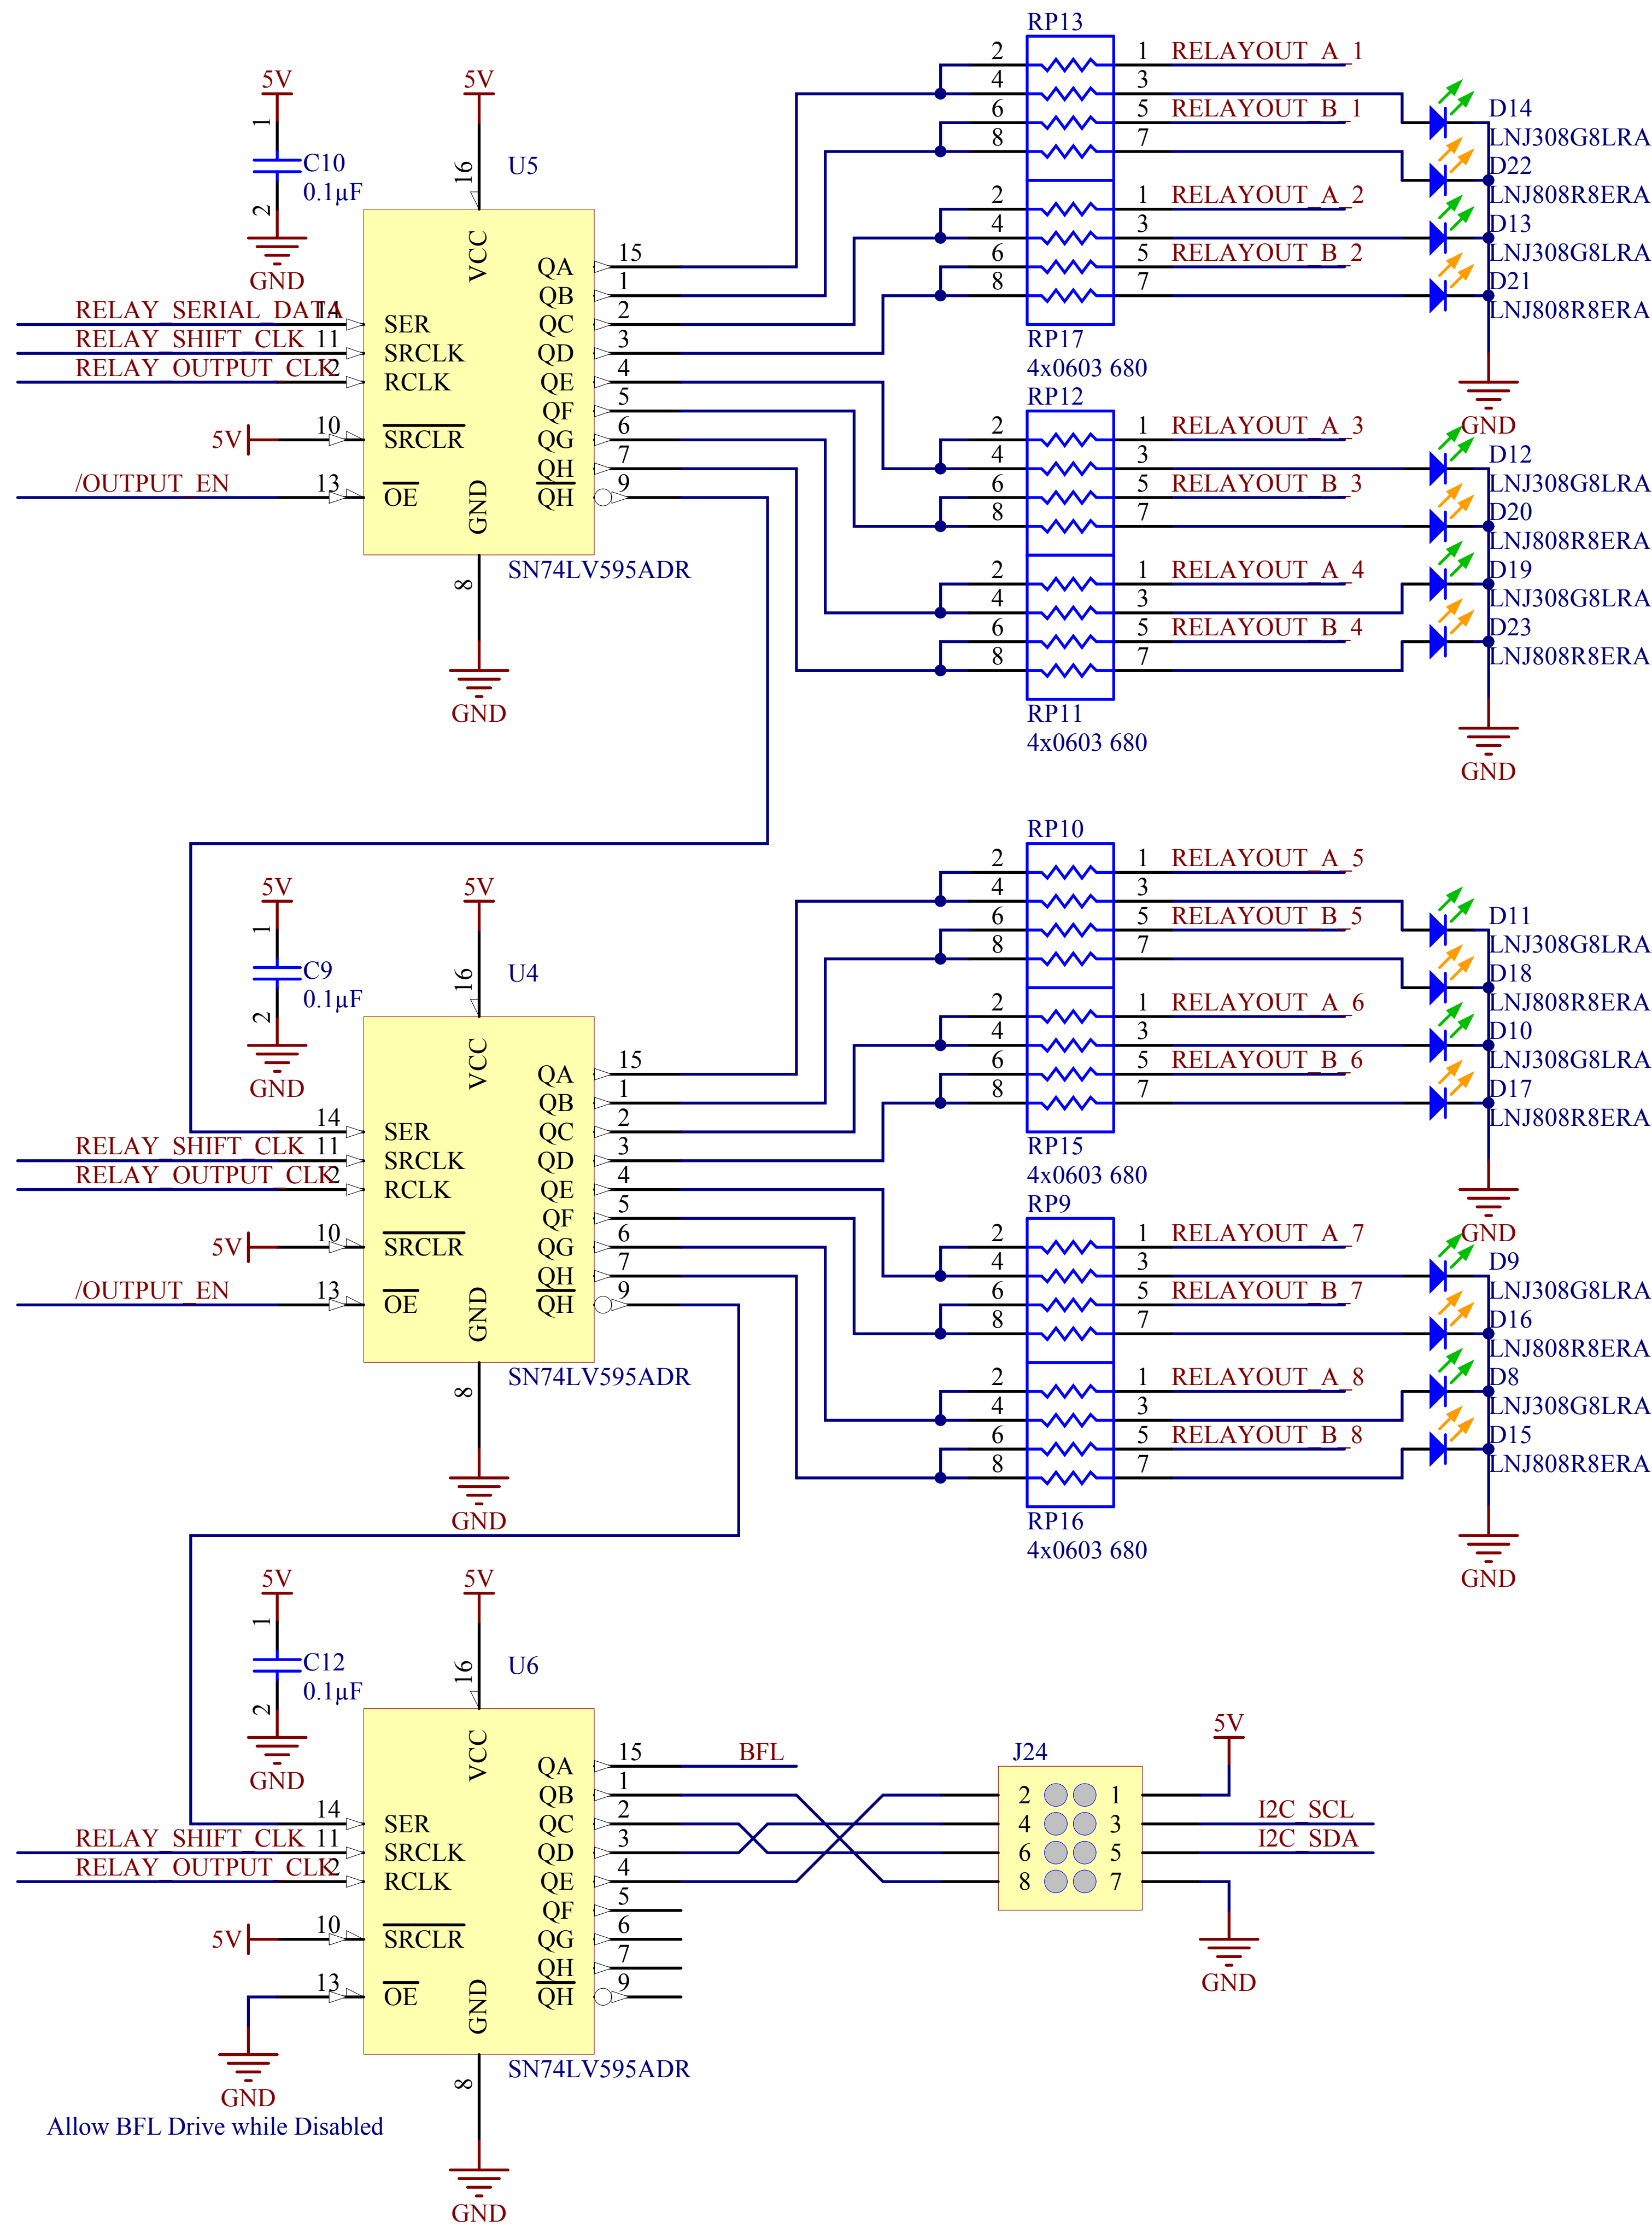 RP13
2 1 RELAYOUT_A_1
4 3
6 5 RELAYOUT_B_1
8 7
D14
LNJ308G8LRA
D22
LNJ808R8ERA
5V
1
C10
0.1µF
2
GND
5V
16
U5
2 1 RELAYOUT_A_2
4 3
6 5 RELAYOUT_B_2
8 7
D13
LNJ308G8LRA
D21
LNJ808R8ERA
RP17
4x0603 680
GND
VCC
QA 15
QB 1
RELAY_SERIAL_DATA 14 SER QC 2
RELAY_SHIFT_CLK 11 SRCLK QD 3
RELAY_OUTPUT_CLK 12 RCLK QE 4
QF 5
5V 10 SRCLR QG 6
QH 7
/OUTPUT_EN 13 OE QH 9
GND
SN74LV595ADR
8
GND
RP12
2 1 RELAYOUT_A_3
4 3
6 5 RELAYOUT_B_3
8 7
D12
LNJ308G8LRA
D20
LNJ808R8ERA
2 1 RELAYOUT_A_4
4 3
6 5 RELAYOUT_B_4
8 7
D19
LNJ308G8LRA
D23
LNJ808R8ERA
RP11
4x0603 680
GND
RP10
2 1 RELAYOUT_A_5
4 3
6 5 RELAYOUT_B_5
8 7
D11
LNJ308G8LRA
D18
LNJ808R8ERA
5V
1
C9
0.1µF
2
GND
5V
16
U4
2 1 RELAYOUT_A_6
4 3
6 5 RELAYOUT_B_6
8 7
D10
LNJ308G8LRA
D17
LNJ808R8ERA
RP15
4x0603 680
GND
VCC
QA 15
QB 1
14 SER QC 2
RELAY_SHIFT_CLK 11 SRCLK QD 3
RELAY_OUTPUT_CLK 12 RCLK QE 4
QF 5
5V 10 SRCLR QG 6
QH 7
/OUTPUT_EN 13 OE QH 9
GND
SN74LV595ADR
8
GND
RP9
2 1 RELAYOUT_A_7
4 3
6 5 RELAYOUT_B_7
8 7
D9
LNJ308G8LRA
D16
LNJ808R8ERA
2 1 RELAYOUT_A_8
4 3
6 5 RELAYOUT_B_8
8 7
D8
LNJ308G8LRA
D15
LNJ808R8ERA
RP16
4x0603 680
GND
5V
1
C12
0.1µF
2
GND
5V
16
U6
VCC
QA 15 BFL
QB 1
14 SER QC 2
RELAY_SHIFT_CLK 11 SRCLK QD 3
RELAY_OUTPUT_CLK 12 RCLK QE 4
QF 5
5V 10 SRCLR QG 6
QH 7
13 OE QH 9
GND
GND
SN74LV595ADR
8
Allow BFL Drive while Disabled
GND
5V
J24
2 1
4 3 I2C_SCL
6 5 I2C_SDA
8 7
GND